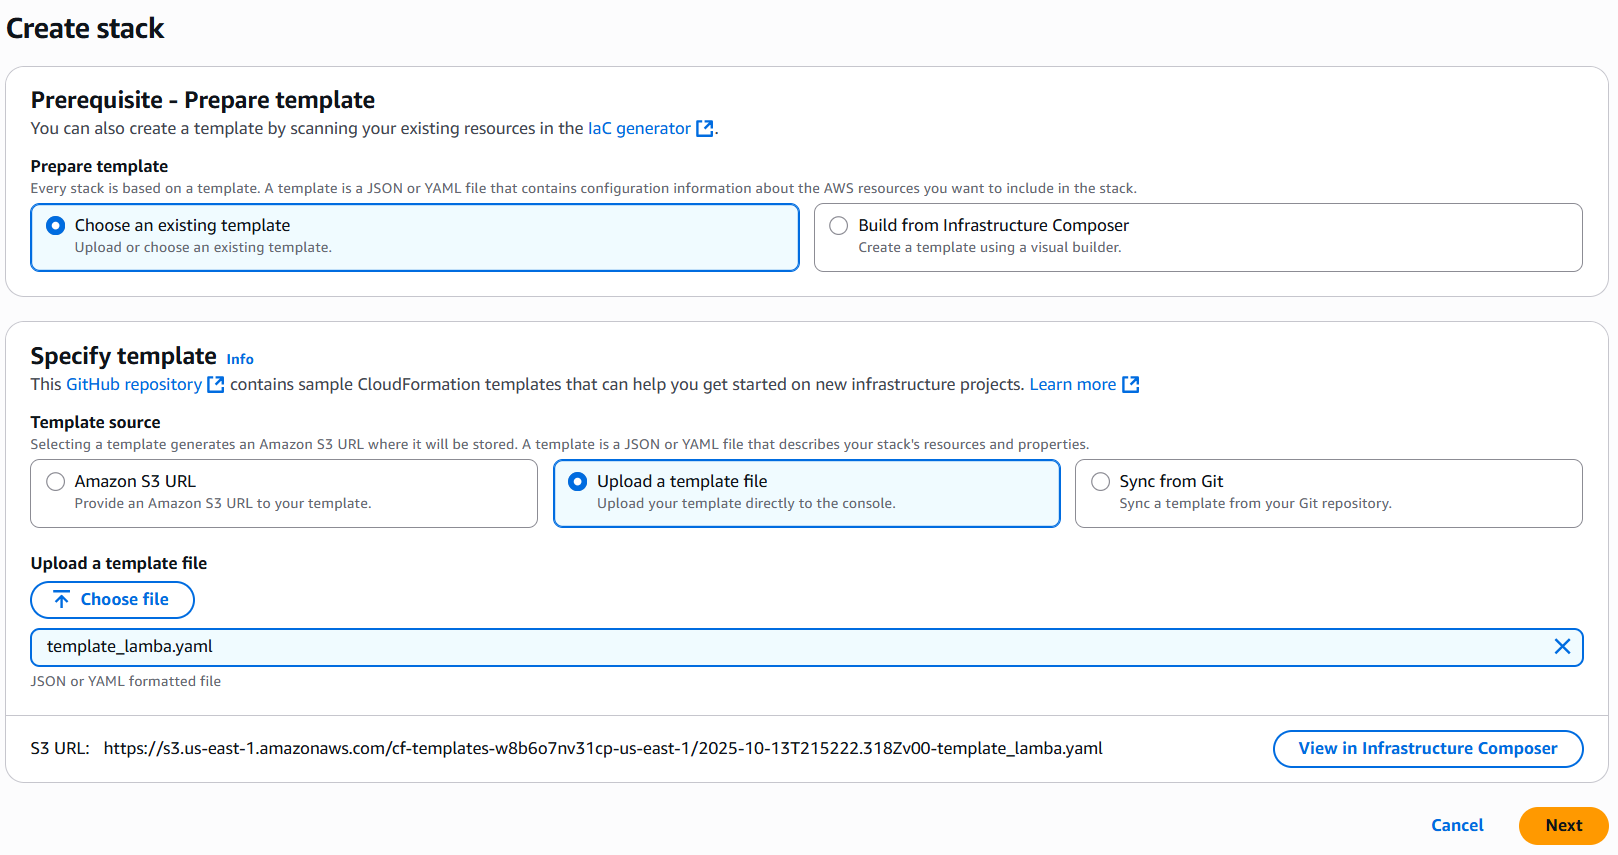 Create stack
Prerequisite - Prepare template
You can also create a template by scanning your existing resources in the IaC generator.
Prepare template
Every stack is based on a template. A template is a JSON or YAML file that contains configuration information about the AWS resources you want to include in the stack.
Choose an existing template
Upload or choose an existing template.
Build from Infrastructure Composer
Create a template using a visual builder.
Specify template Info
This GitHub repository contains sample CloudFormation templates that can help you get started on new infrastructure projects. Learn more
Template source
Selecting a template generates an Amazon S3 URL where it will be stored. A template is a JSON or YAML file that describes your stack's resources and properties.
Amazon S3 URL
Provide an Amazon S3 URL to your template.
Upload a template file
Upload your template directly to the console.
Sync from Git
Sync a template from your Git repository.
Upload a template file
Choose file
template_lamba.yaml
JSON or YAML formatted file
S3 URL: https://s3.us-east-1.amazonaws.com/cf-templates-w8b6o7nv31cp-us-east-1/2025-10-13T215222.318Zv00-template_lamba.yaml
View in Infrastructure Composer
Cancel
Next